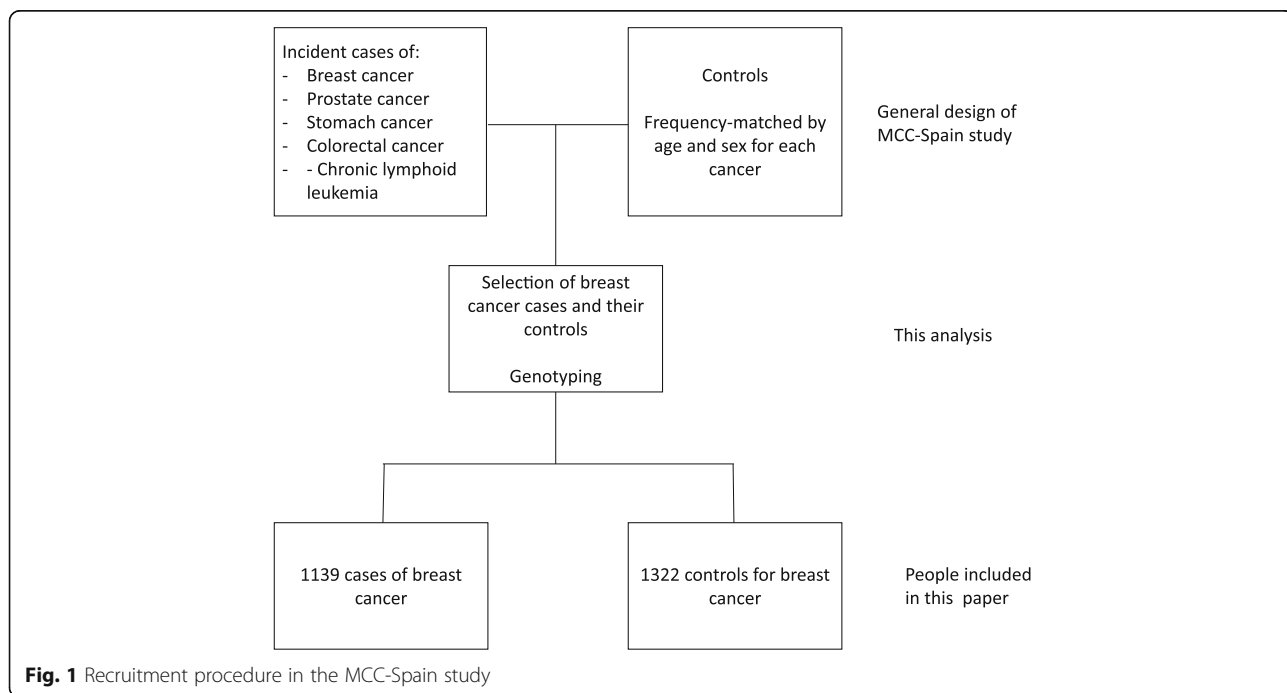 Incident cases of:
- Breast cancer
- Prostate cancer
- Stomach cancer
- Colorectal cancer
- - Chronic lymphoid
leukemia
Controls
Frequency-matched by
age and sex for each
cancer
General design of
MCC-Spain study
Selection of breast
cancer cases and their
controls
Genotyping
This analysis
1139 cases of breast
cancer
1322 controls for breast
cancer
People included
in this paper
Fig. 1 Recruitment procedure in the MCC-Spain study